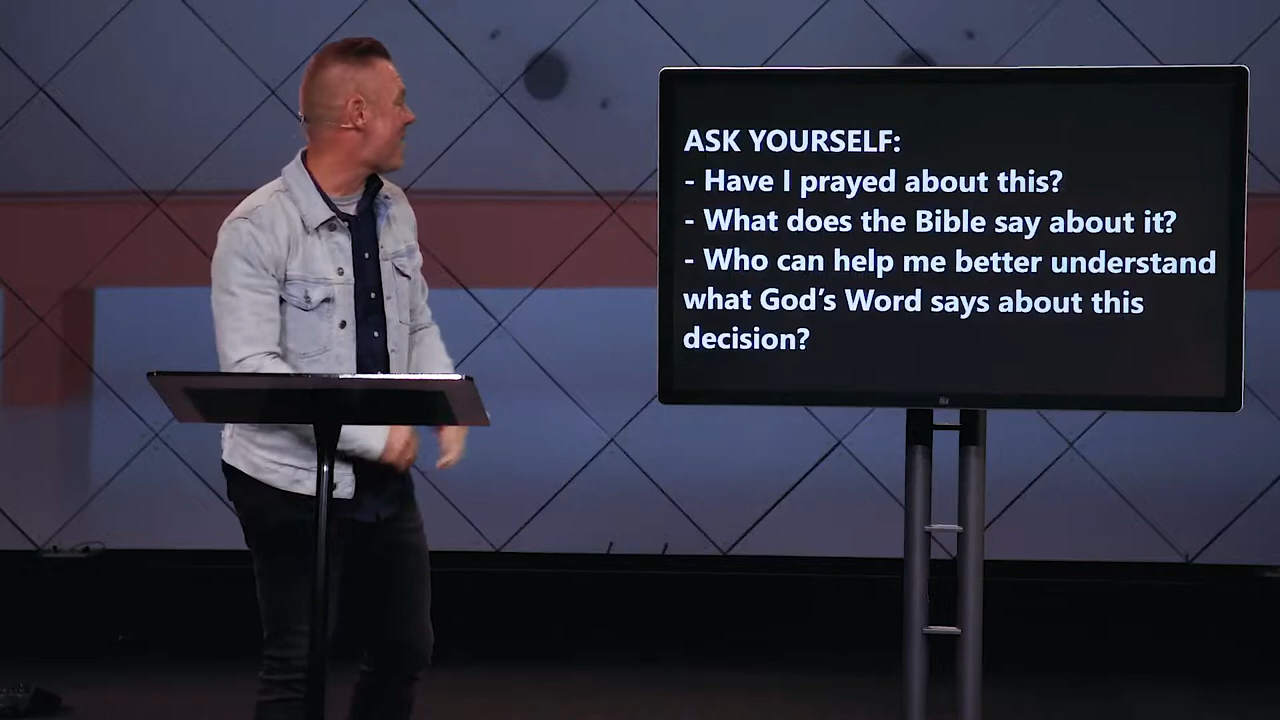 ASK YOURSELF:
- Have I prayed about this?
- What does the Bible say about it?
- Who can help me better understand
what God’s Word says about this
decision?